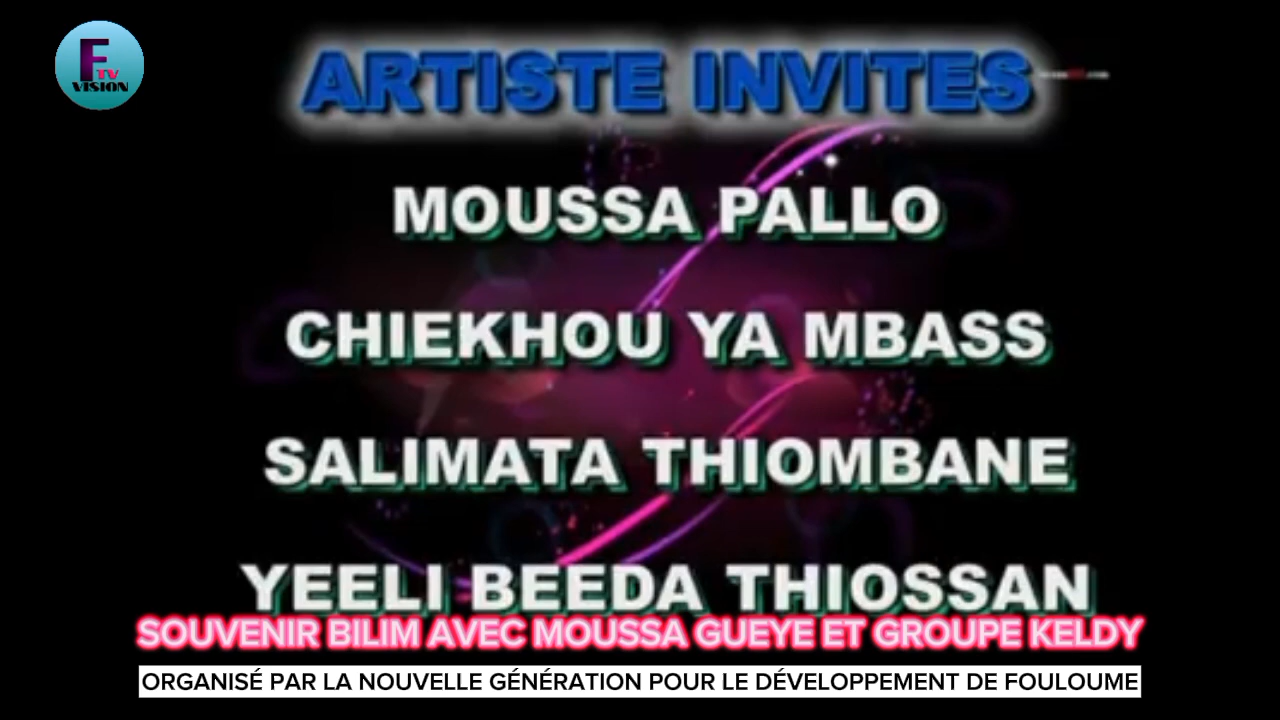 F
TV
VISION
ARTISTE INVITES
MOUSSA PALLO
CHIEKHOU YA MBASS
SALIMATA THIOMBANE
YEELI BEEDA THIOSSAN
SOUVENIR BILIM AVEC MOUSSA GUEYE ET GROUPE KELDY
ORGANISÉ PAR LA NOUVELLE GÉNÉRATION POUR LE DÉVELOPPEMENT DE FOULOUME